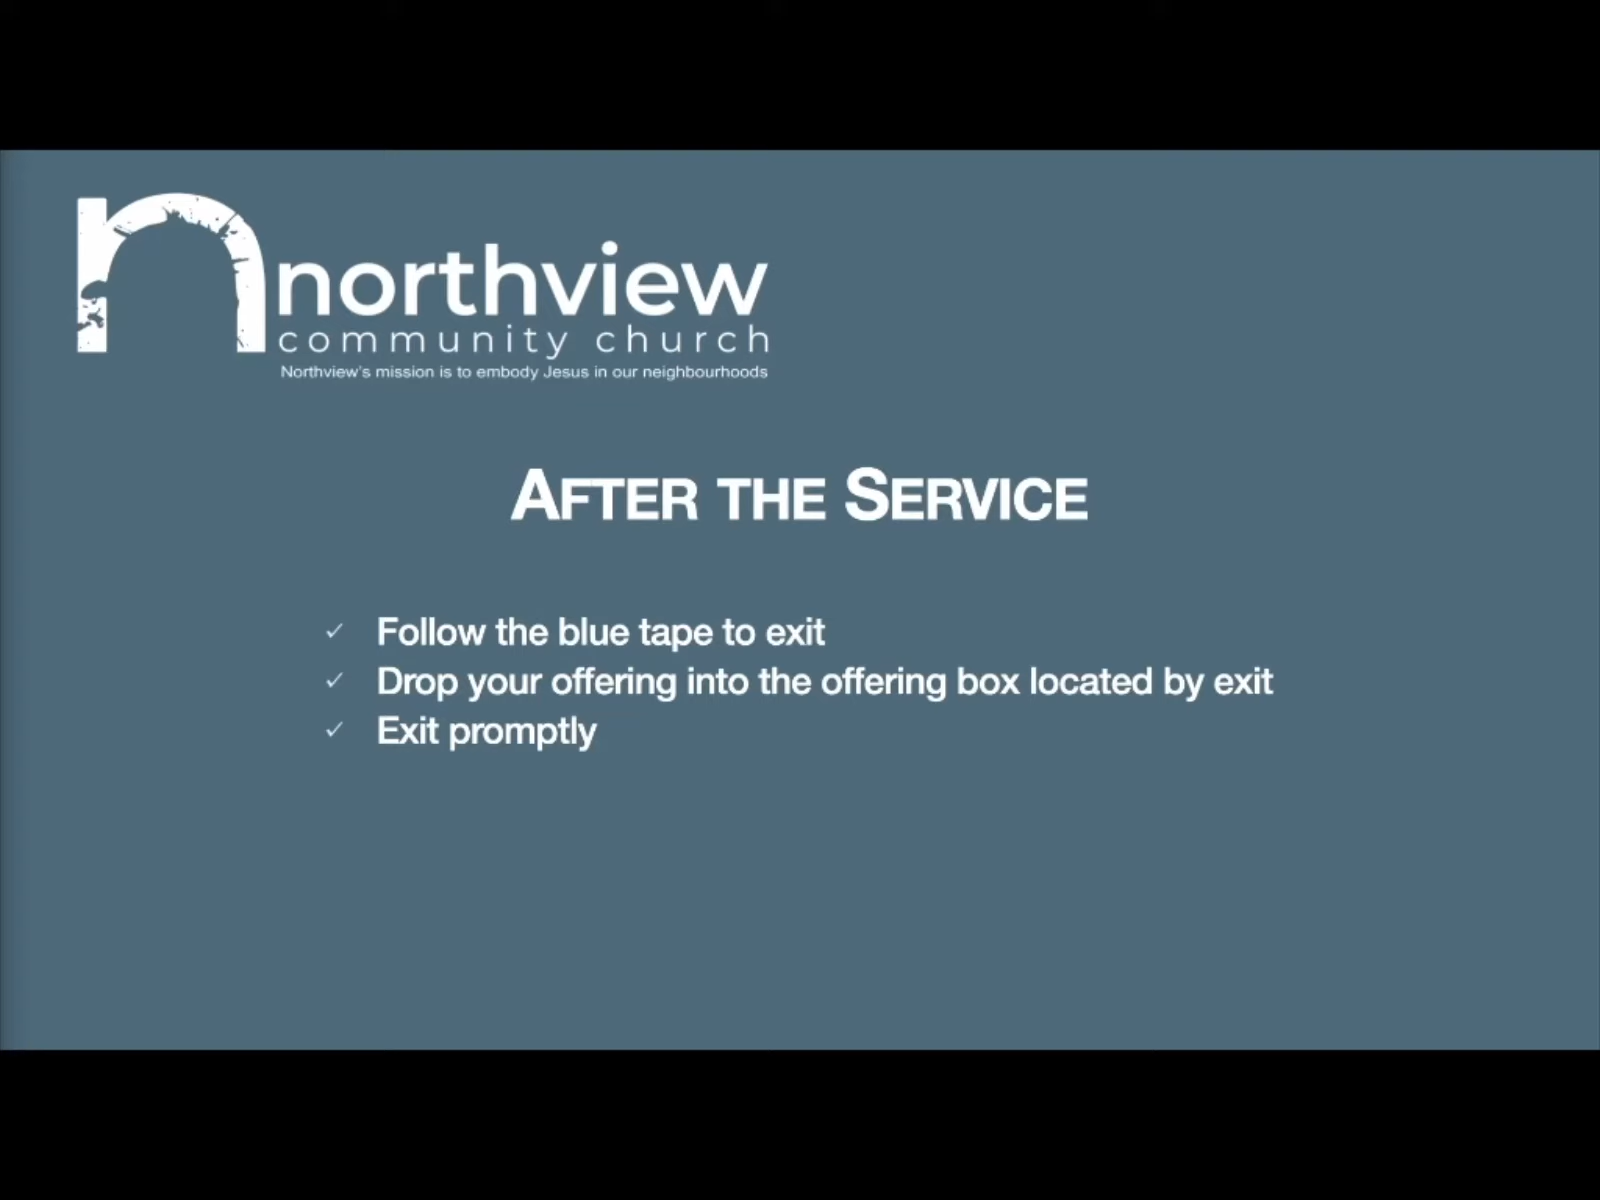 northview
community church
Northview's mission is to embody Jesus in our neighbourhoods
AFTER THE SERVICE
✓ Follow the blue tape to exit
✓ Drop your offering into the offering box located by exit
✓ Exit promptly